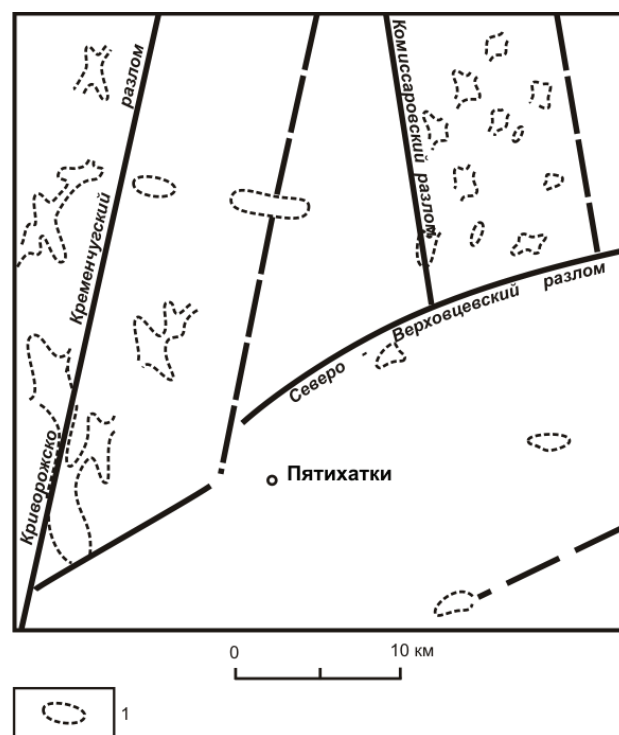 Криворожско
Кременчугский
разлом
Комиссаровский разлом
Северо - Верховцевский разлом
Пятихатки
0
10 км
1